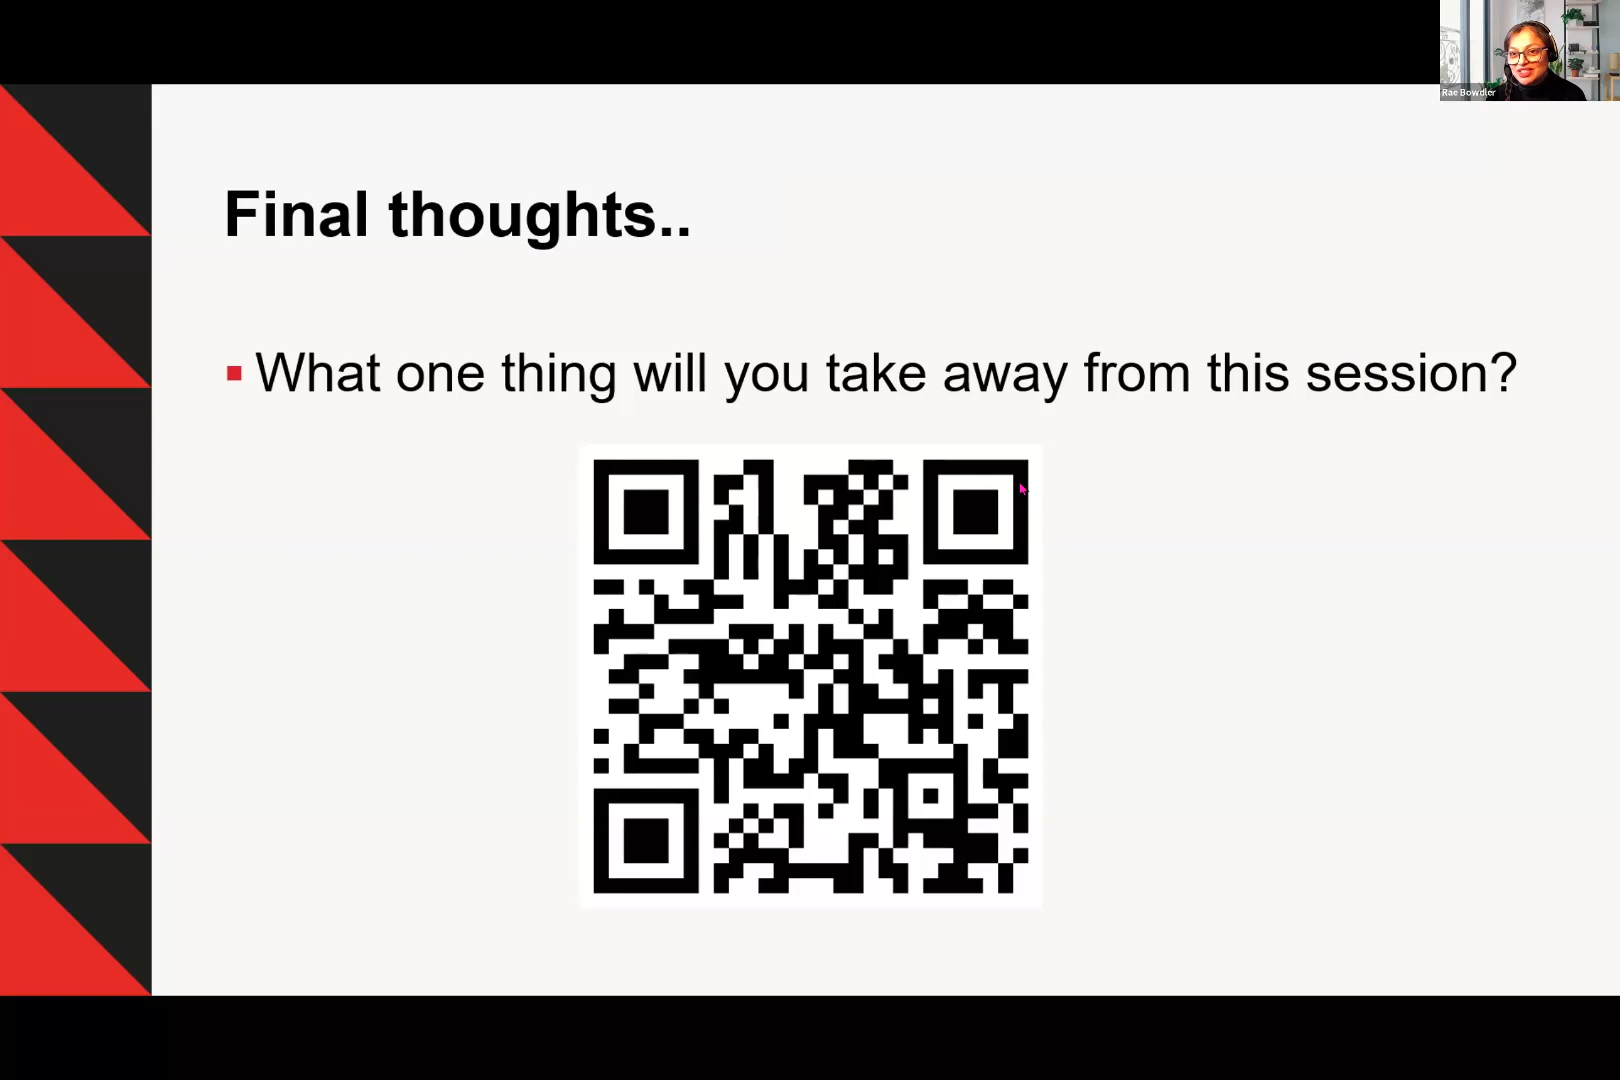 Rae Bowdler
Final thoughts..
What one thing will you take away from this session?